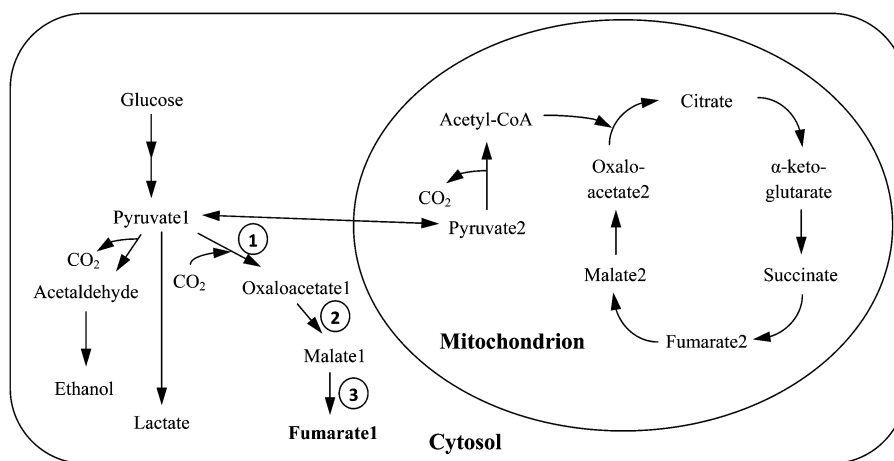 Glucose
Pyruvate1
CO2
Acetaldehyde
Ethanol
Lactate
CO2
1
Oxaloacetate1
2
Malate1
3
Fumarate1
Cytosol
Acetyl-CoA
CO2
Pyruvate2
Citrate
Oxalo-
acetate2
α-keto-
glutarate
Malate2
Succinate
Fumarate2
Mitochondrion